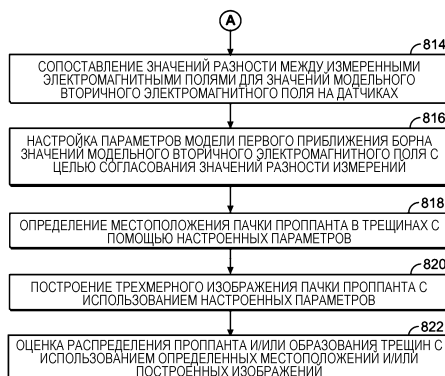 A
814
СОПОСТАВЛЕНИЕ ЗНАЧЕНИЙ РАЗНОСТИ МЕЖДУ ИЗМЕРЕННЫМИ
ЭЛЕКТРОМАГНИТНЫМИ ПОЛЯМИ ДЛЯ ЗНАЧЕНИЙ МОДЕЛЬНОГО
ВТОРИЧНОГО ЭЛЕКТРОМАГНИТНОГО ПОЛЯ НА ДАТЧИКАХ
816
НАСТРОЙКА ПАРАМЕТРОВ МОДЕЛИ ПЕРВОГО ПРИБЛИЖЕНИЯ БОРНА
ЗНАЧЕНИЙ МОДЕЛЬНОГО ВТОРИЧНОГО ЭЛЕКТРОМАГНИТНОГО ПОЛЯ С
ЦЕЛЬЮ СОГЛАСОВАНИЯ ЗНАЧЕНИЙ РАЗНОСТИ ИЗМЕРЕНИЙ
818
ОПРЕДЕЛЕНИЕ МЕСТОПОЛОЖЕНИЯ ПАЧКИ ПРОППАНТА В ТРЕЩИНАХ С
ПОМОЩЬЮ НАСТРОЕННЫХ ПАРАМЕТРОВ
820
ПОСТРОЕНИЕ ТРЕХМЕРНОГО ИЗОБРАЖЕНИЯ ПАЧКИ ПРОППАНТА С
ИСПОЛЬЗОВАНИЕМ НАСТРОЕННЫХ ПАРАМЕТРОВ
822
ОЦЕНКА РАСПРЕДЕЛЕНИЯ ПРОППАНТА И/ИЛИ ОБРАЗОВАНИЯ ТРЕЩИН С
ИСПОЛЬЗОВАНИЕМ ОПРЕДЕЛЕННЫХ МЕСТОПОЛОЖЕНИЙ И/ИЛИ
ПОСТРОЕННЫХ ИЗОБРАЖЕНИЙ